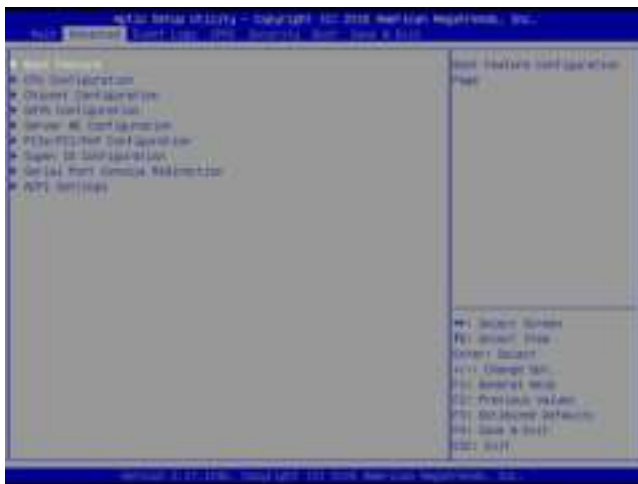 Aptio Setup Utility - Copyright (C) American Megatrends, Inc.
Main Advanced Event Logs IPMI Security Boot Save & Exit
Boot Feature
CPU Configuration
Chipset Configuration
SATA Configuration
Server ME Configuration
PCIe/PCI/PnP Configuration
Super IO Configuration
Serial Port Console Redirection
ACPI Settings
Boot Feature Configuration
Page
: Select Screen
: Select Item
Enter: Select
+/-: Change Opt.
F1: General Help
F2: Previous Values
F3: Optimized Defaults
F4: Save & Exit
ESC: Exit
Version Copyright (C) American Megatrends, Inc.